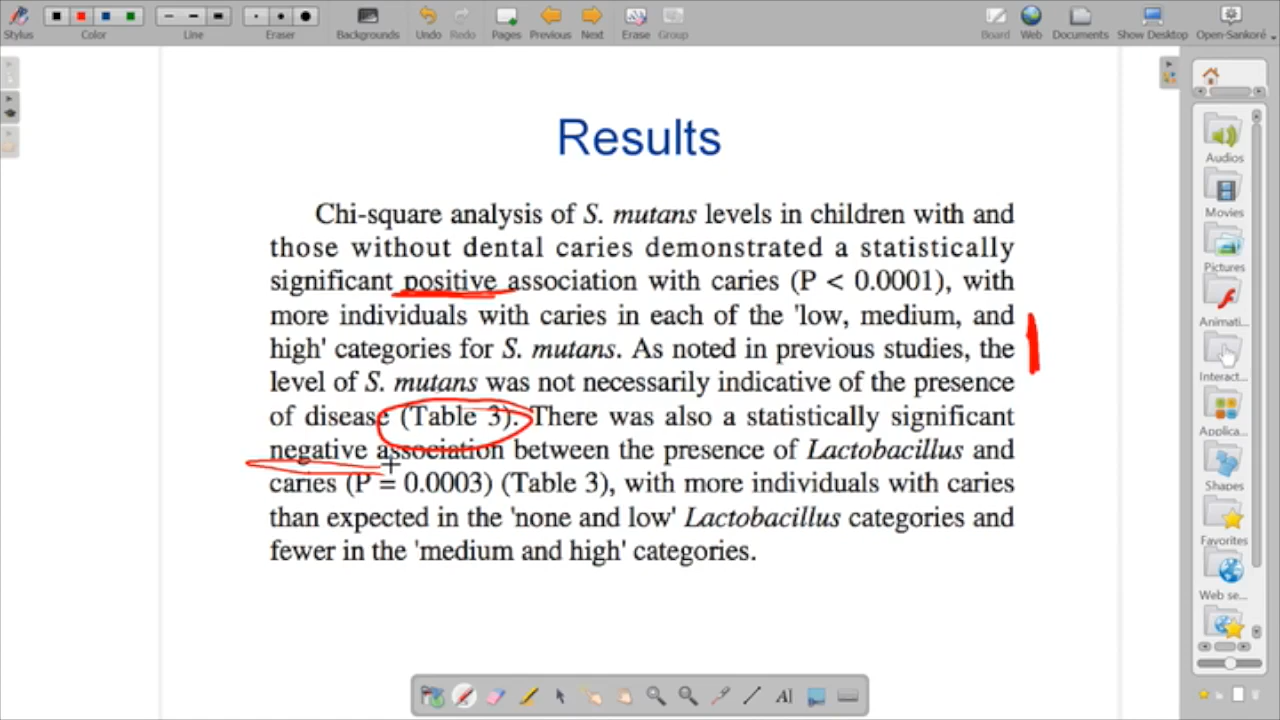 Stylus Color Line Eraser Backgrounds Undo Redo Pages Previous Next Erase Group Board Web Documents Show Desktop Open-Sankoré
Results
Chi-square analysis of S. mutans levels in children with and
those without dental caries demonstrated a statistically
significant positive association with caries (P < 0.0001), with
more individuals with caries in each of the 'low, medium, and
high' categories for S. mutans. As noted in previous studies, the
level of S. mutans was not necessarily indicative of the presence
of disease (Table 3). There was also a statistically significant
negative association between the presence of Lactobacillus and
caries (P = 0.0003) (Table 3), with more individuals with caries
than expected in the 'none and low' Lactobacillus categories and
fewer in the 'medium and high' categories.
Audios
Movies
Pictures
Animati...
Interact...
Applica...
Shapes
Favorites
Web se...
AI